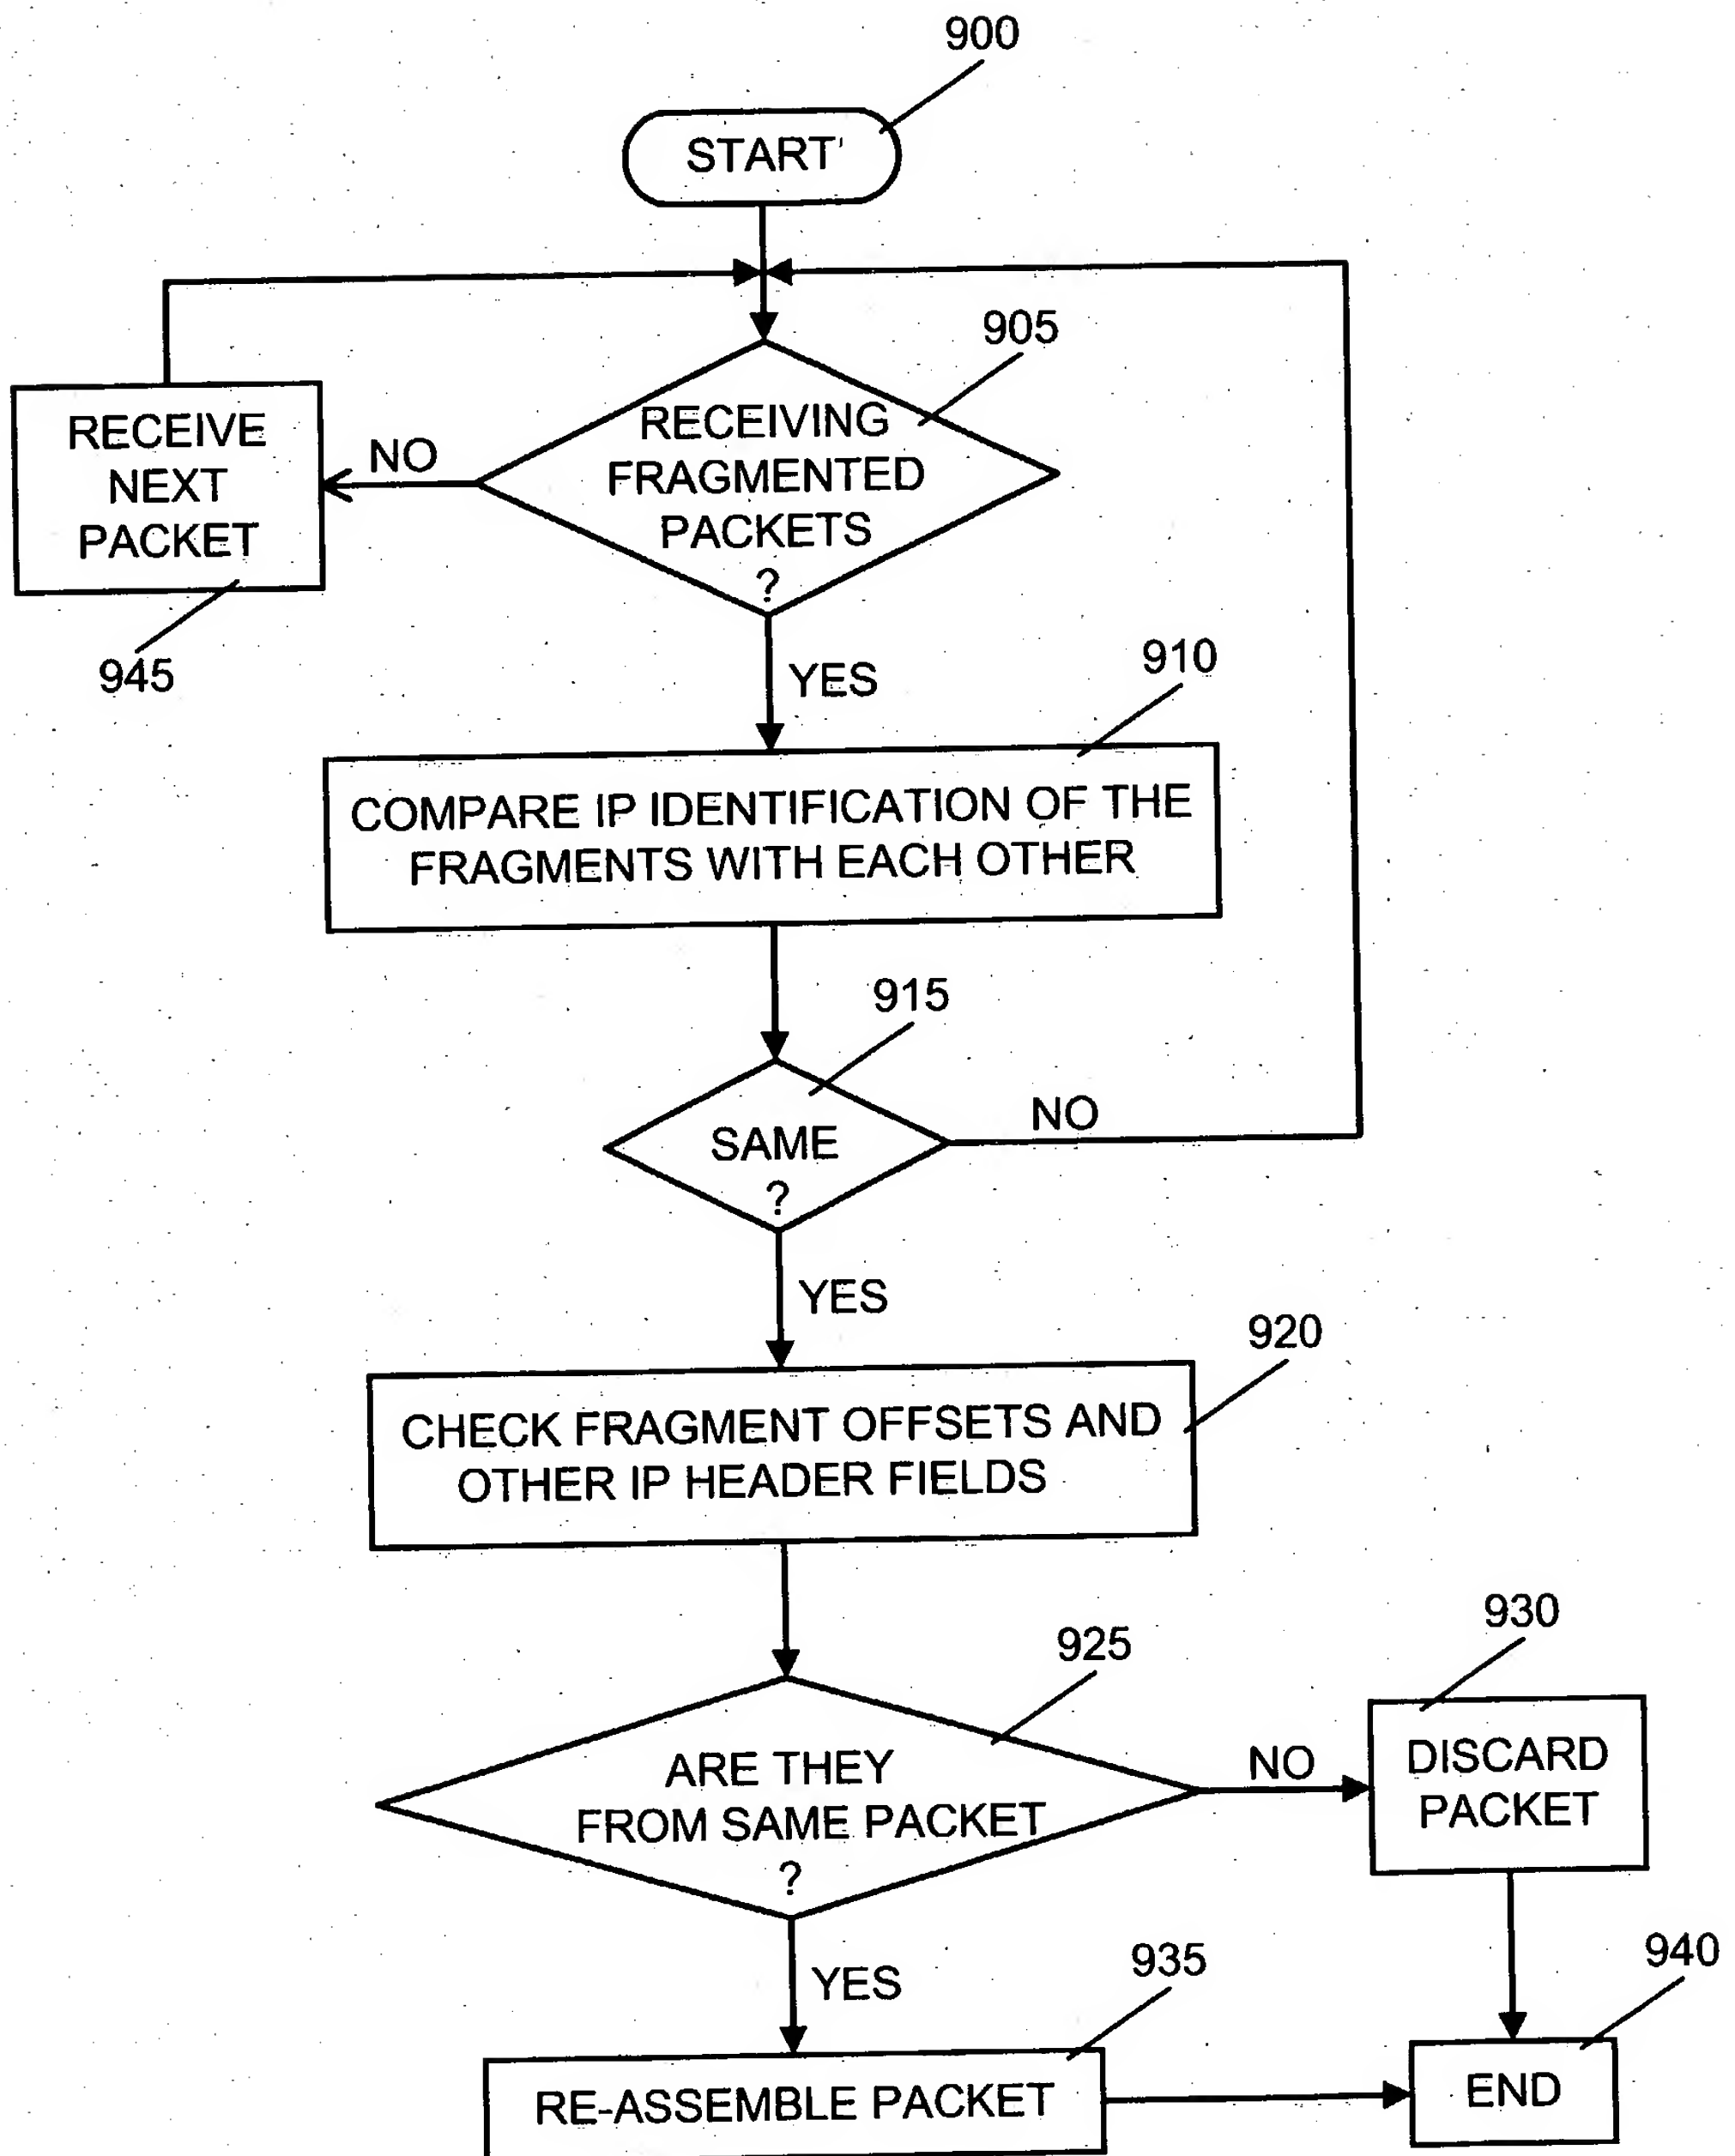 900
START
905
RECEIVING
FRAGMENTED
PACKETS
?
NO
RECEIVE
NEXT
PACKET
945
YES
910
COMPARE IP IDENTIFICATION OF THE
FRAGMENTS WITH EACH OTHER
915
SAME
?
NO
YES
920
CHECK FRAGMENT OFFSETS AND
OTHER IP HEADER FIELDS
925
ARE THEY
FROM SAME PACKET
?
NO
930
DISCARD
PACKET
YES
935
RE-ASSEMBLE PACKET
940
END